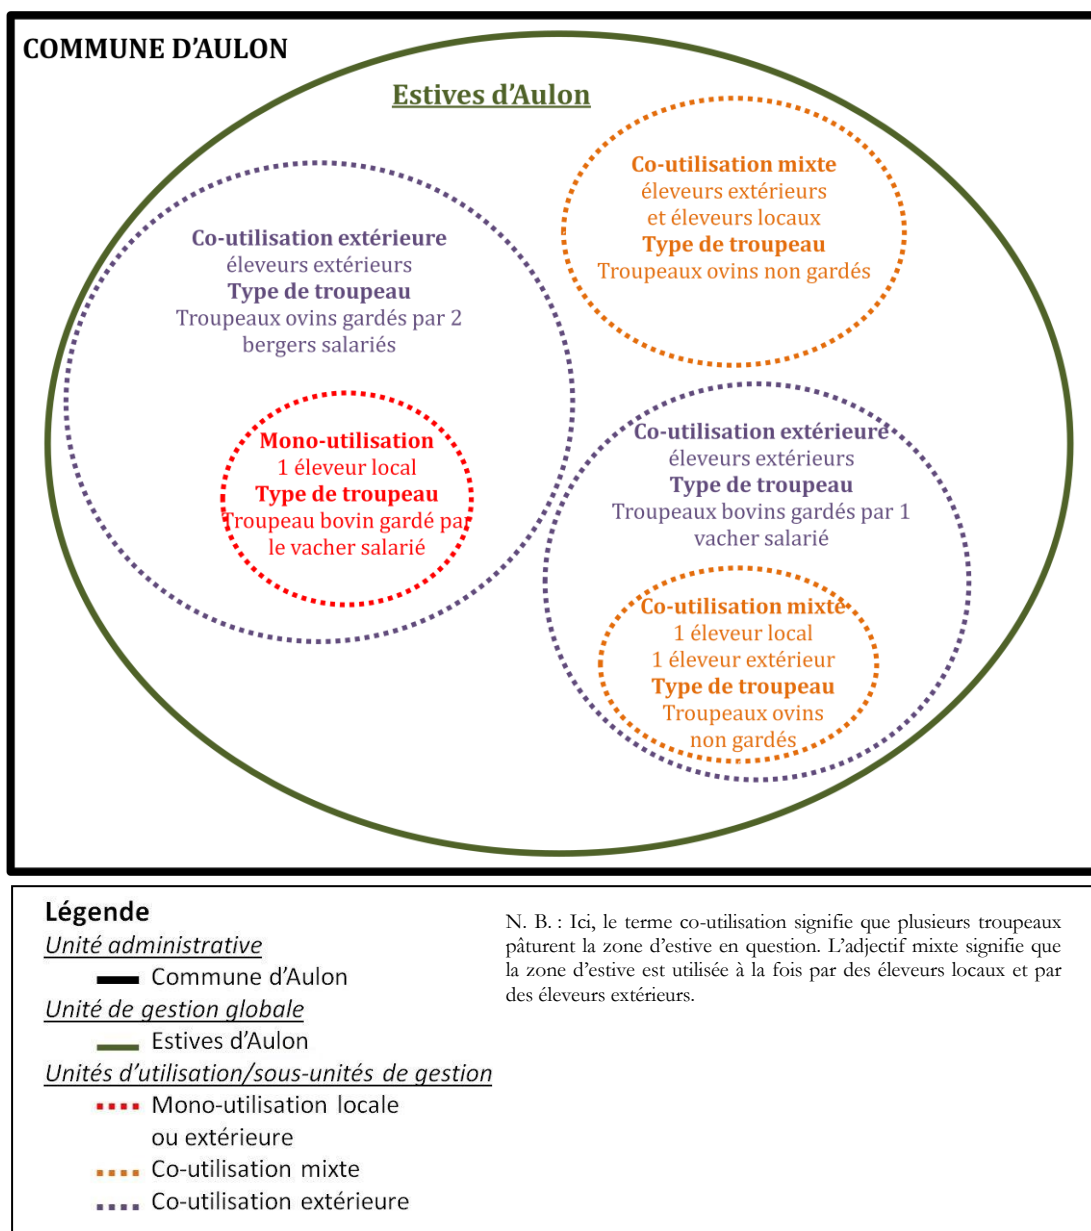 COMMUNE D'AULON
Estives d'Aulon
Co-utilisation mixte
éleveurs extérieurs
et éleveurs locaux
Type de troupeau
Troupeaux ovins non gardés
Co-utilisation extérieure
éleveurs extérieurs
Type de troupeau
Troupeaux ovins gardés par 2
bergers salariés
Mono-utilisation
1 éleveur local
Type de troupeau
Troupeau bovin gardé par
le vacher salarié
Co-utilisation extérieure
éleveurs extérieurs
Type de troupeau
Troupeaux bovins gardés par 1
vacher salarié
Co-utilisation mixte
1 éleveur local
1 éleveur extérieur
Type de troupeau
Troupeaux ovins
non gardés
Légende
Unité administrative
Commune d'Aulon
Unité de gestion globale
Estives d'Aulon
Unités d'utilisation/sous-unités de gestion
Mono-utilisation locale
ou extérieure
Co-utilisation mixte
Co-utilisation extérieure
N. B. : Ici, le terme co-utilisation signifie que plusieurs troupeaux
pâturent la zone d'estive en question. L'adjectif mixte signifie que
la zone d'estive est utilisée à la fois par des éleveurs locaux et par
des éleveurs extérieurs.